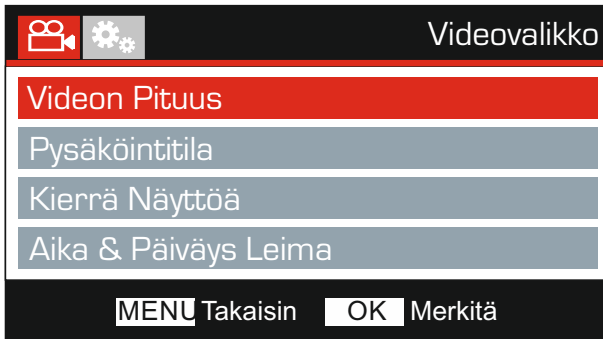 Videovalikko
Videon Pituus
Pysäköintitila
Kierrä Näyttöä
Aika & Päiväys Leima
MENU Takaisin OK Merkitä